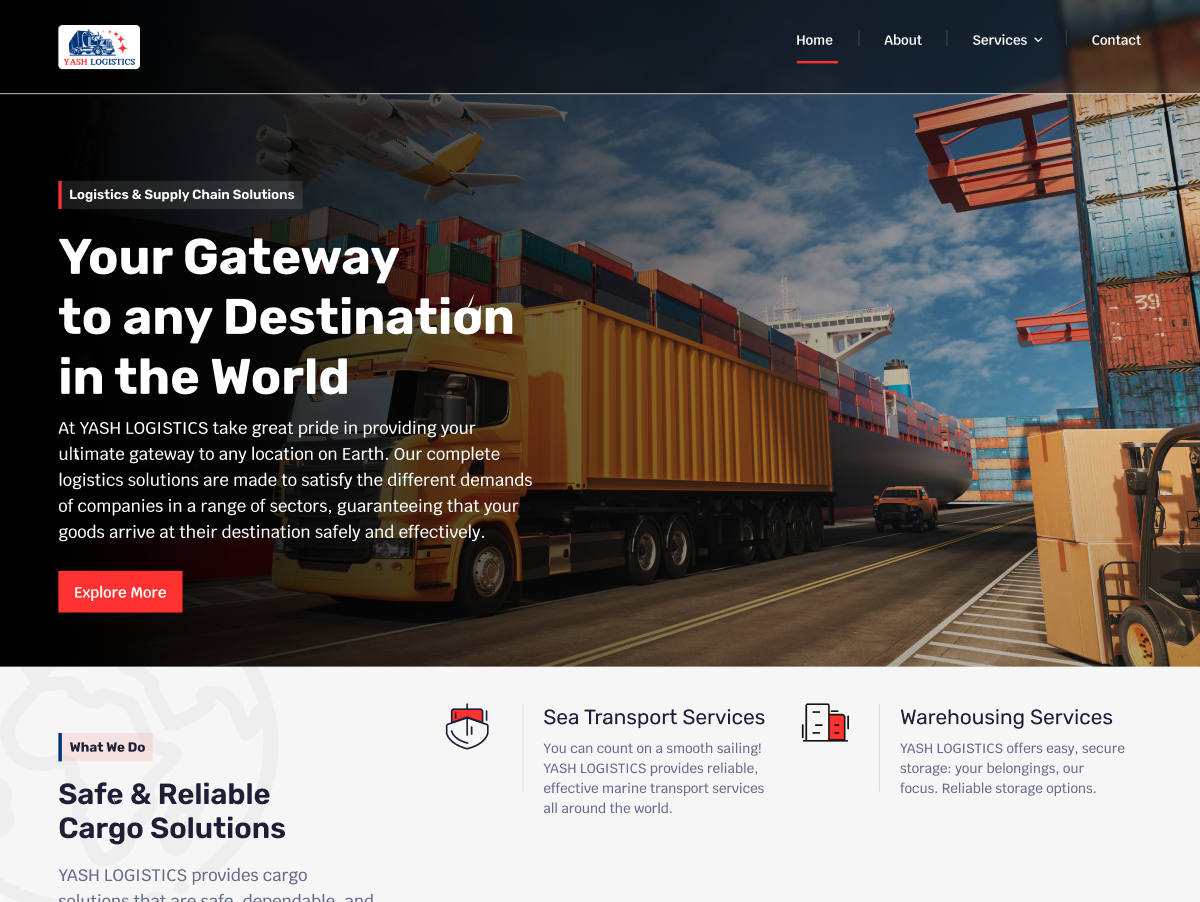 YASH LOGISTICS
Home
About
Services
Contact
Logistics & Supply Chain Solutions
Your Gateway
to any Destination
in the World
At YASH LOGISTICS take great pride in providing your
ultimate gateway to any location on Earth. Our complete
logistics solutions are made to satisfy the different demands
of companies in a range of sectors, guaranteeing that your
goods arrive at their destination safely and effectively.
Explore More
39
What We Do
Safe & Reliable
Cargo Solutions
YASH LOGISTICS provides cargo
solutions that are safe, dependable, and
Sea Transport Services
You can count on a smooth sailing!
YASH LOGISTICS provides reliable,
effective marine transport services
all around the world.
Warehousing Services
YASH LOGISTICS offers easy, secure
storage: your belongings, our
focus. Reliable storage options.